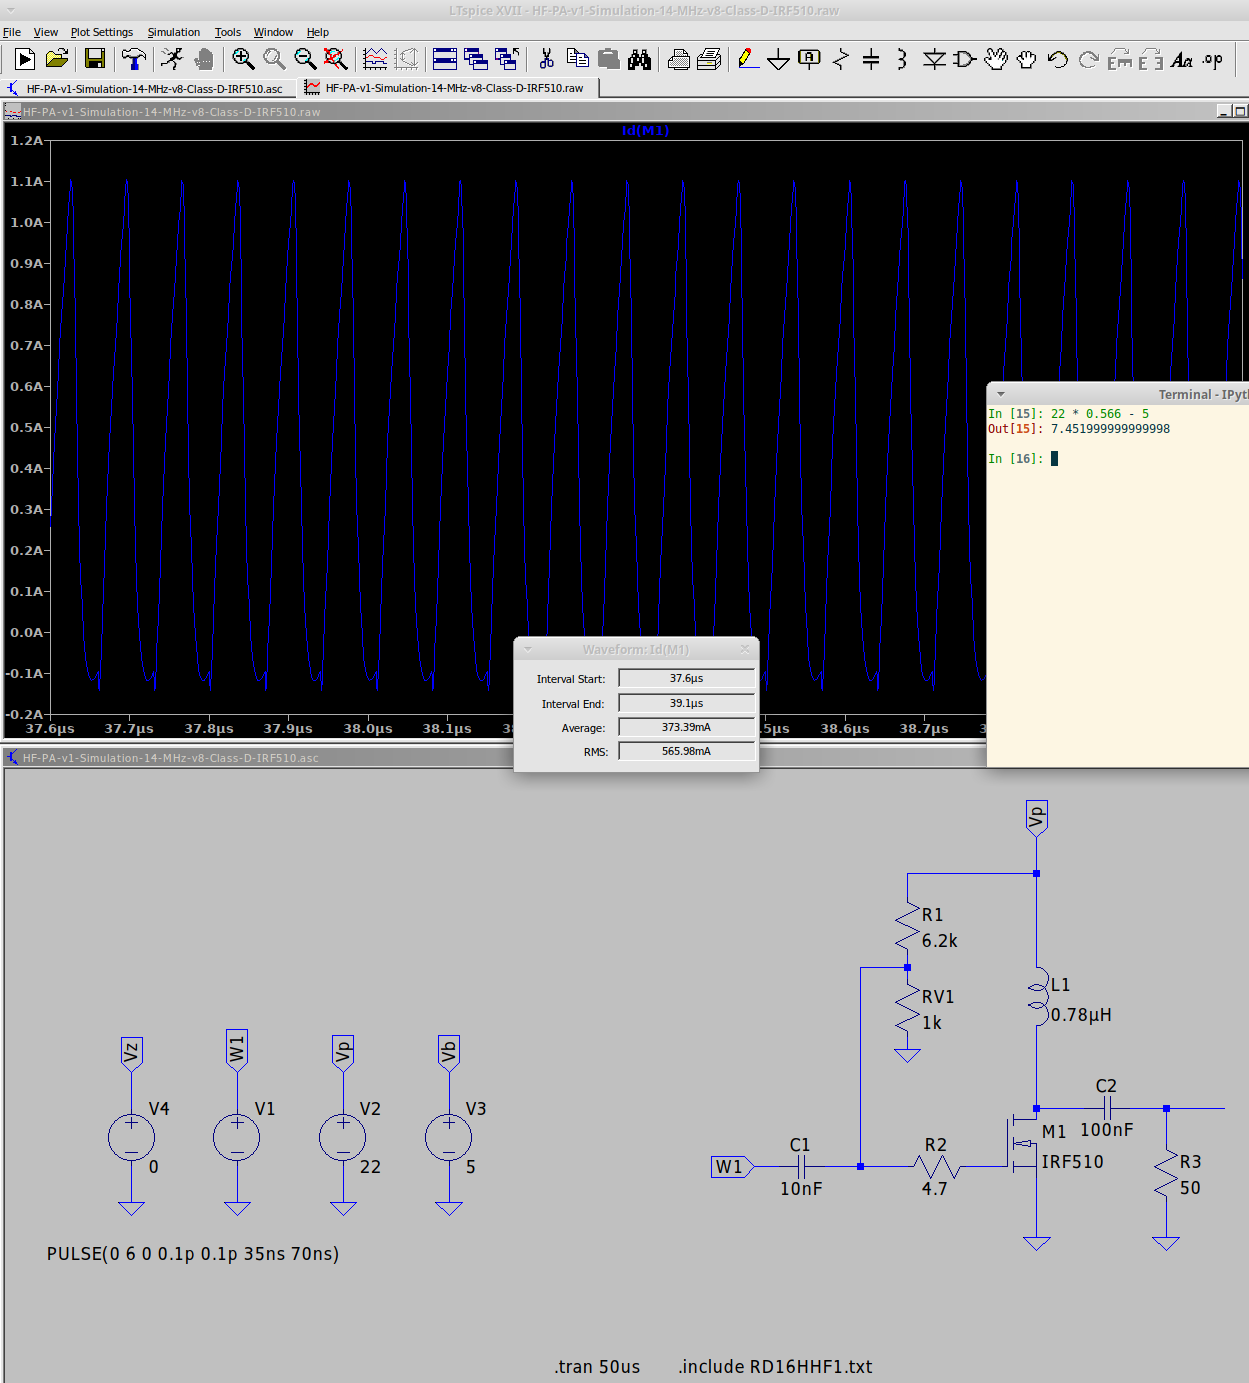 LTspice XVII - HF-PA-v1-Simulation-14-MHz-v8-Class-D-IRF510.raw
File View Plot Settings Simulation Tools Window Help
HF-PA-v1-Simulation-14-MHz-v8-Class-D-IRF510.asc HF-PA-v1-Simulation-14-MHz-v8-Class-D-IRF510.raw
HF-PA-v1-Simulation-14-MHz-v8-Class-D-IRF510.raw
Id(M1)
1.2A
1.1A
1.0A
0.9A
0.8A
0.7A
0.6A
0.5A
0.4A
0.3A
0.2A
0.1A
0.0A
-0.1A
-0.2A
37.6µs 37.7µs 37.8µs 37.9µs 38.0µs 38.1µs 38.6µs 38.7µs
Terminal - IPyt
In [15]: 22 * 0.566 - 5
Out[15]: 7.451999999999998
In [16]:
Waveform: Id(M1)
Interval Start: 37.6µs
Interval End: 39.1µs
Average: 373.39mA
RMS: 565.98mA
HF-PA-v1-Simulation-14-MHz-v8-Class-D-IRF510.asc
Vp
R1
6.2k
RV1
1k
L1
0.78µH
Vz
W1
Vp
Vb
V4
0
V1
V2
22
V3
5
C2
100nF
M1
IRF510
W1
C1
10nF
R2
4.7
R3
50
PULSE(0 6 0 0.1p 0.1p 35ns 70ns)
.tran 50us .include RD16HHF1.txt